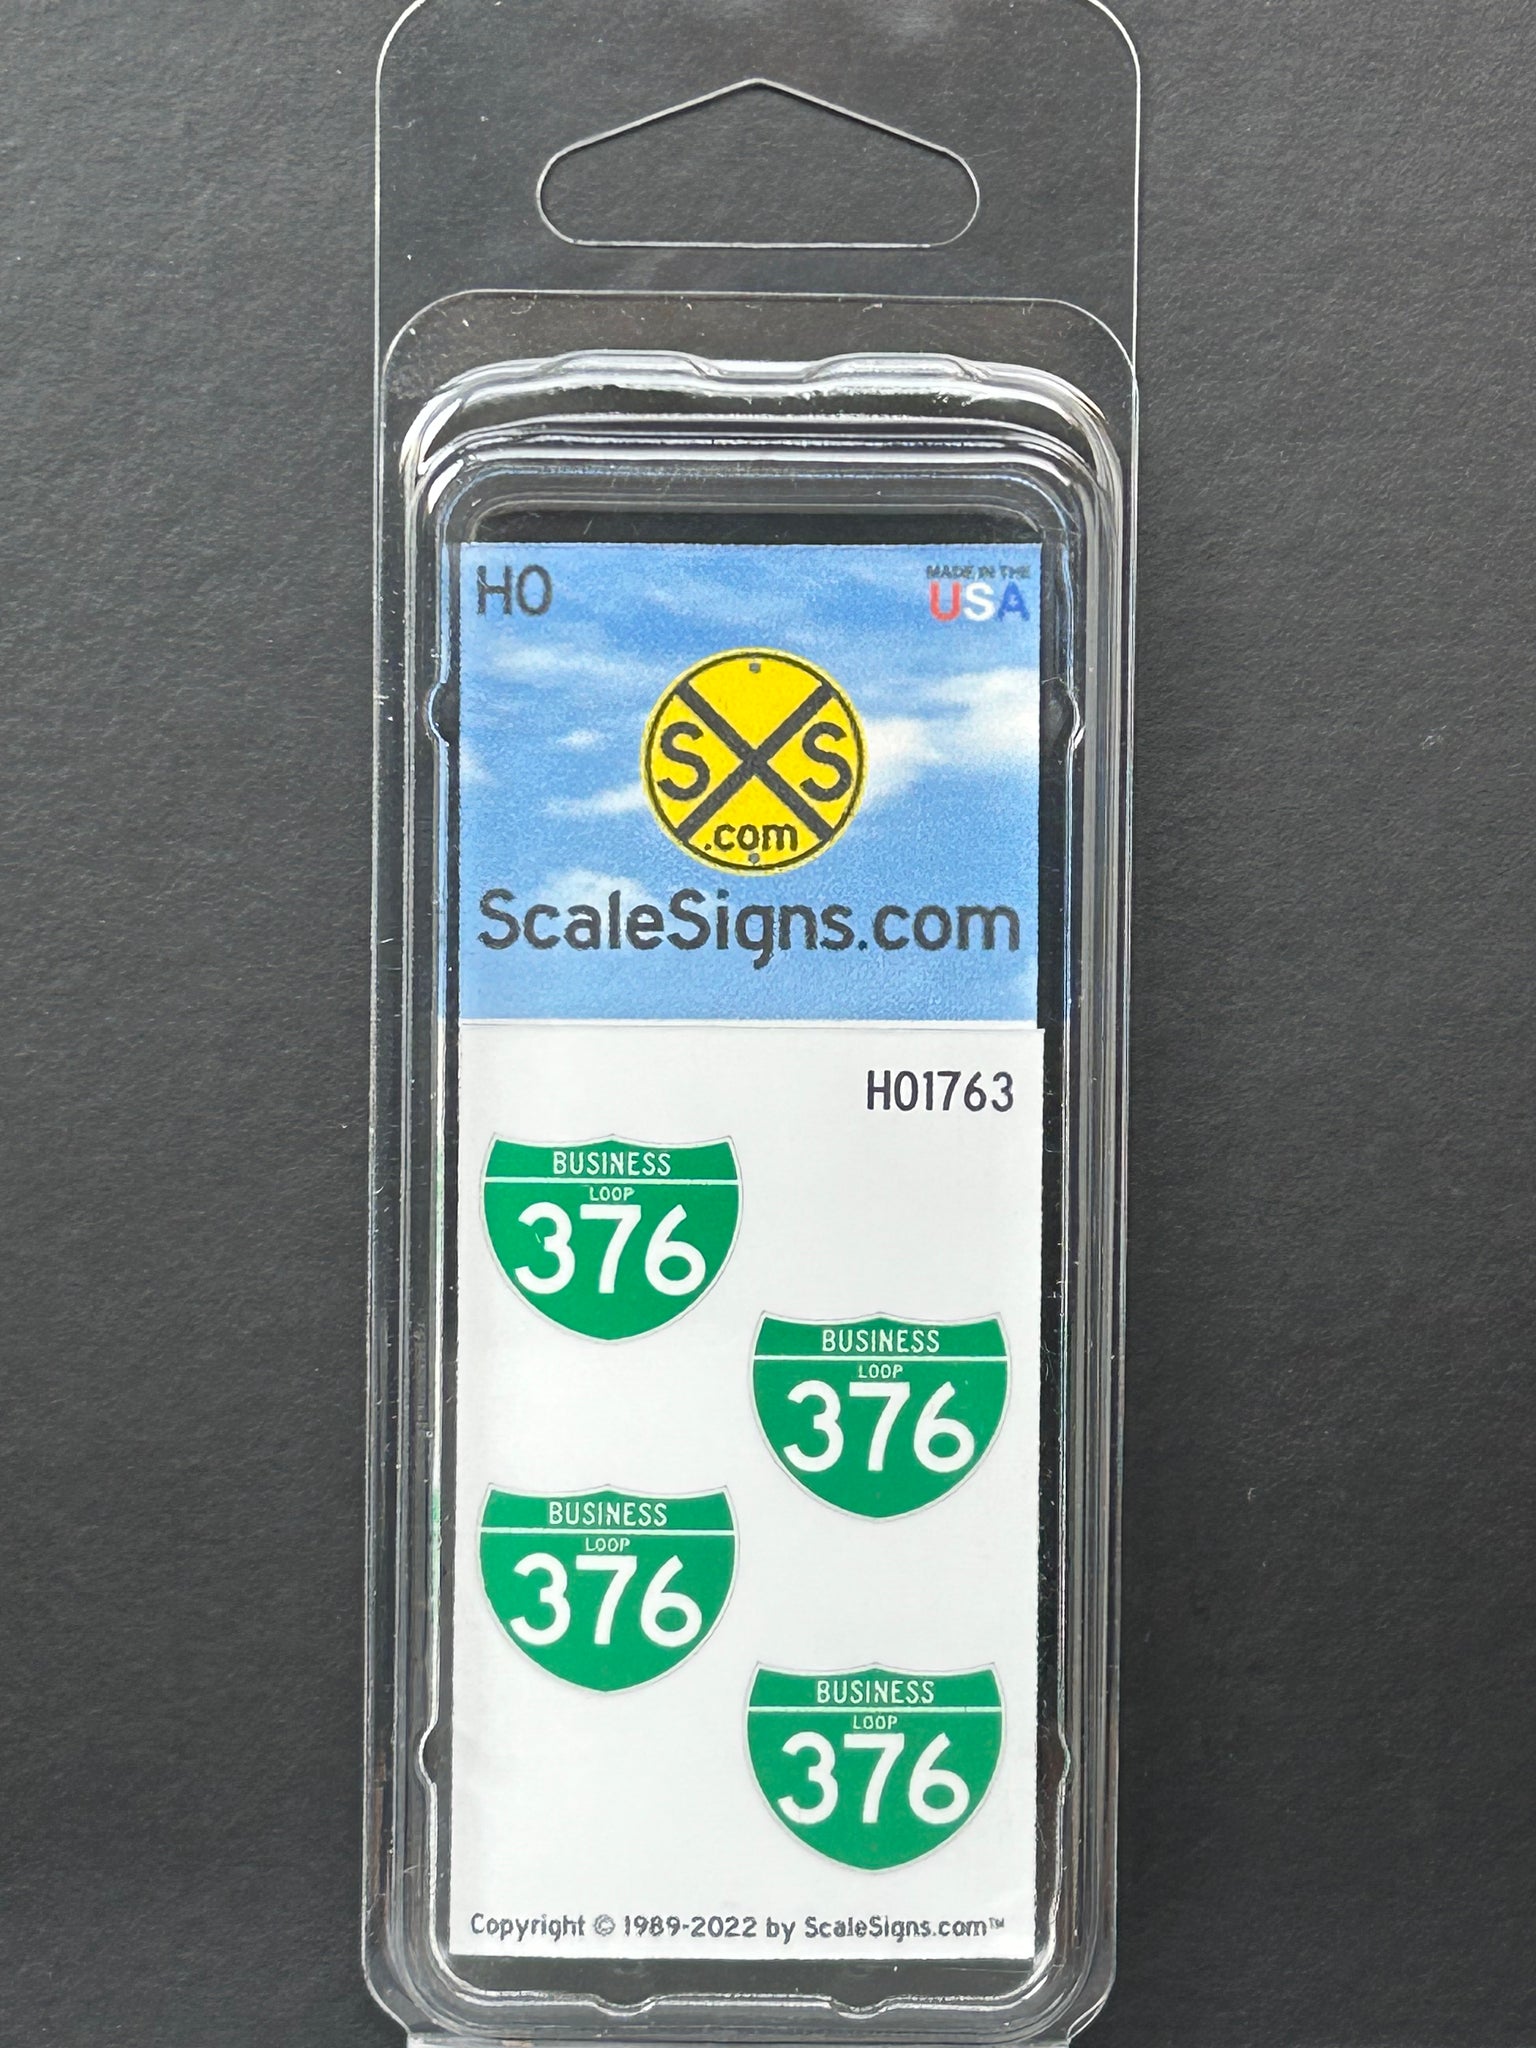 HO
MADE IN THE
USA
S S
.com
ScaleSigns.com
HO1763
BUSINESS
LOOP
376
BUSINESS
LOOP
376
BUSINESS
LOOP
376
BUSINESS
LOOP
376
Copyright © 1989-2022 by ScaleSigns.com™